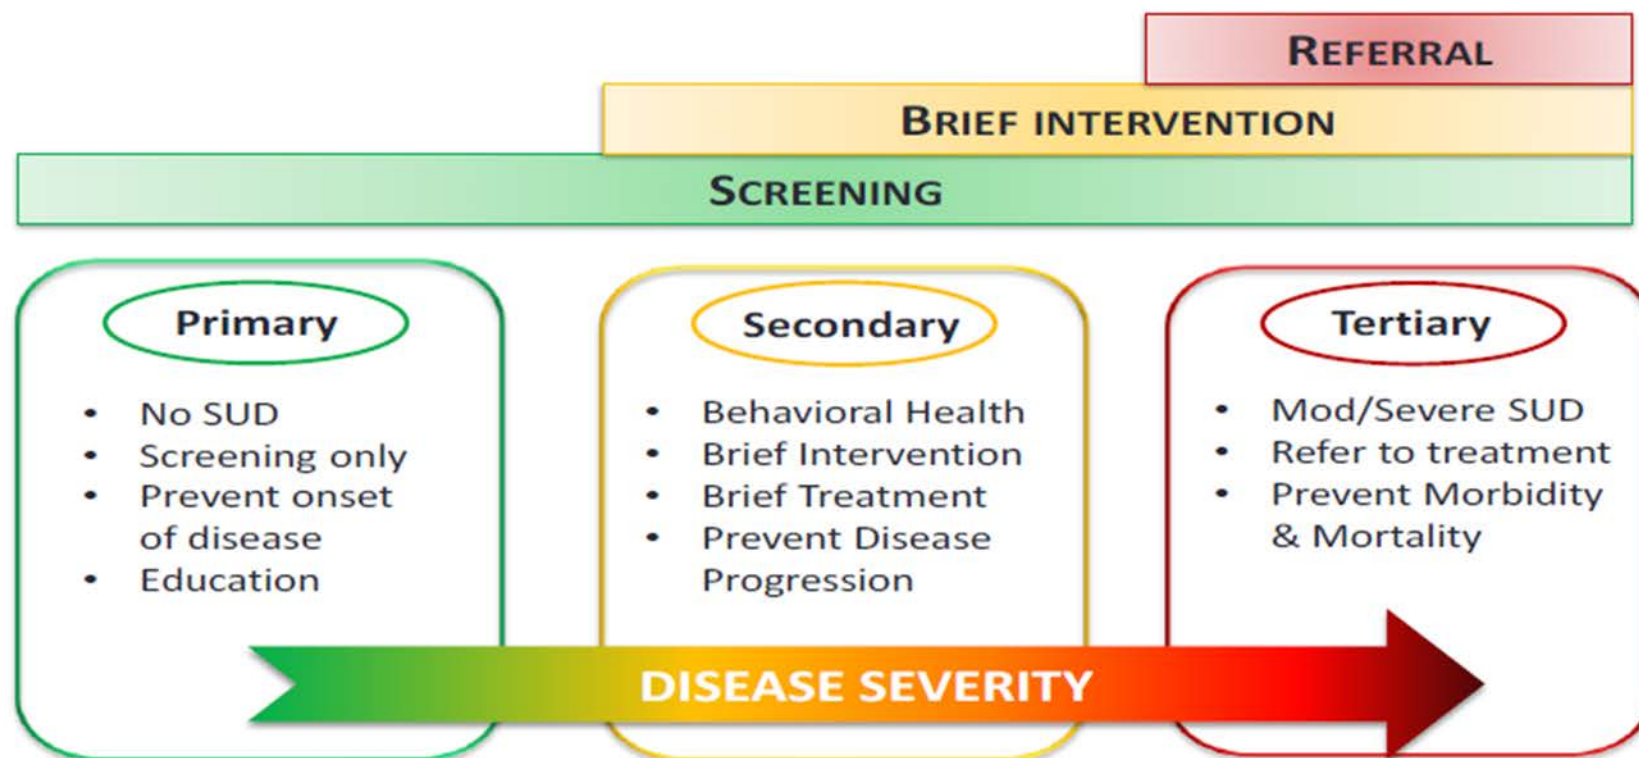 REFERRAL
BRIEF INTERVENTION
SCREENING
Primary
• No SUD
• Screening only
• Prevent onset
of disease
• Education
Secondary
• Behavioral Health
• Brief Intervention
• Brief Treatment
• Prevent Disease
Progression
Tertiary
• Mod/Severe SUD
• Refer to treatment
• Prevent Morbidity
& Mortality
DISEASE SEVERITY